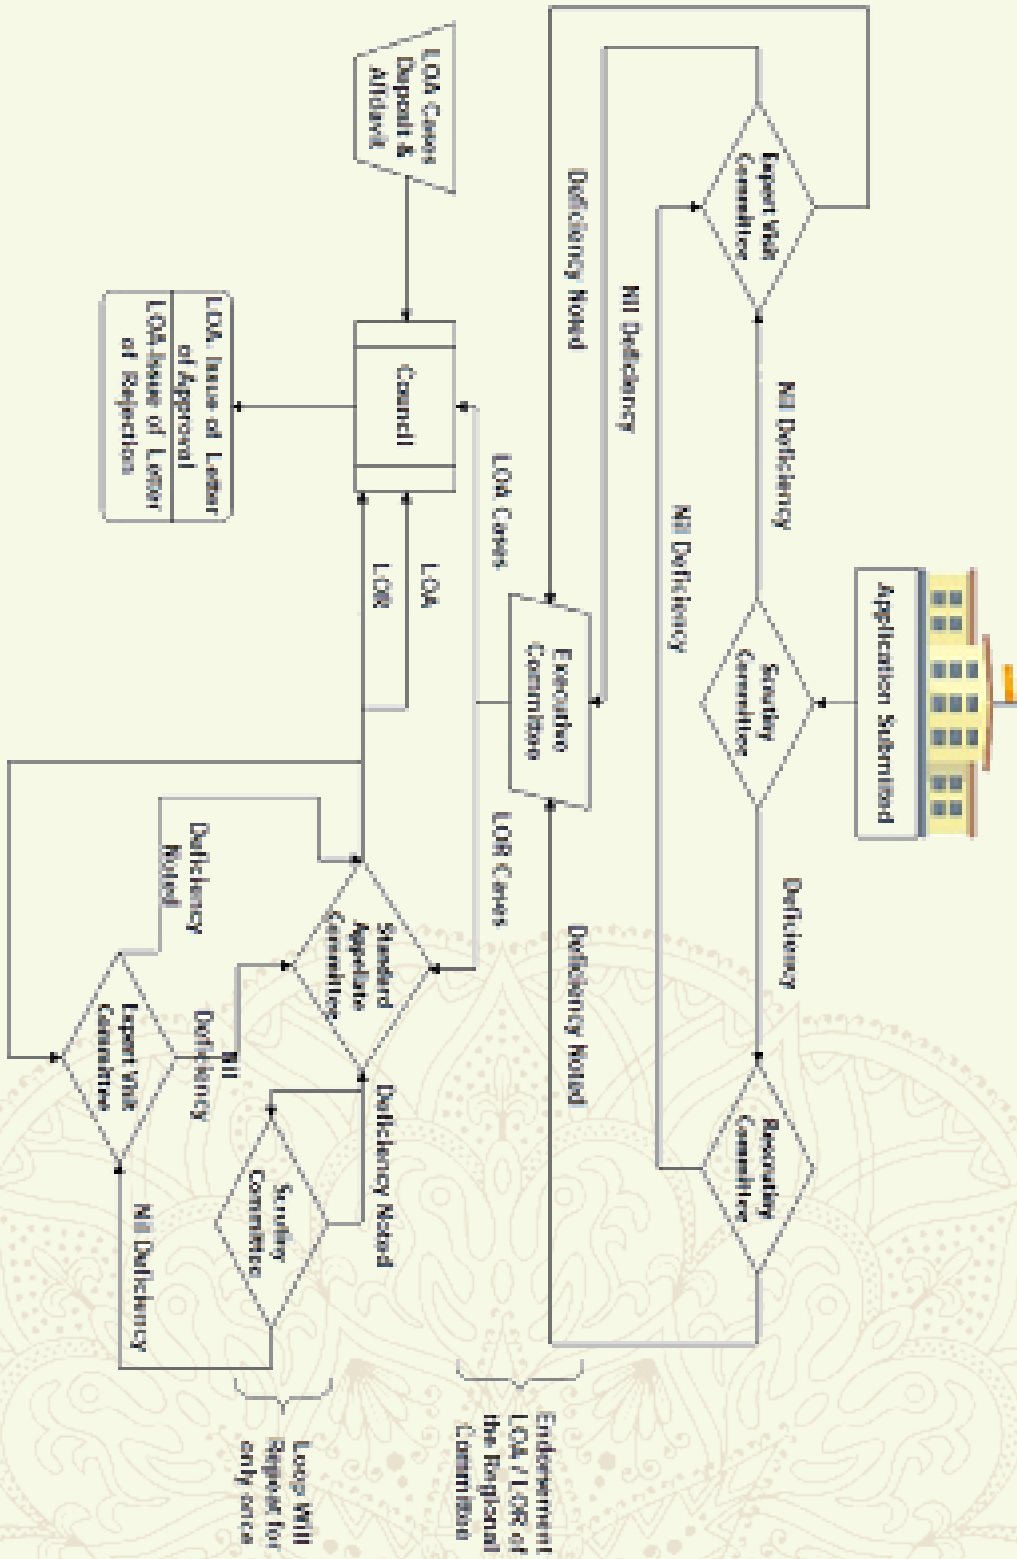 Application Submitted
Expert Visit
Committee
Nil Deficiency
Scrutiny
Committee
Deficiency
Rescrutiny
Committee
Nil Deficiency
Nil Deficiency
Deficiency Noted
Executive
Committee
Deficiency Noted
Endorsement
LOA / LOR of
the Regional
Committee
LOA Cases
LOR Cases
LOA Cases
Deposit &
Affidavit
Council
LOA
LOR
Standard
Appellate
Committee
Deficiency Noted
Scrutiny
Committee
Loop Will
Repeat for
only once
LOA. Issue of Letter
of Approval
LOA-Issue of Letter
of Rejection
Deficiency
Noted
Nil
Deficiency
Expert Visit
Committee
Nil Deficiency